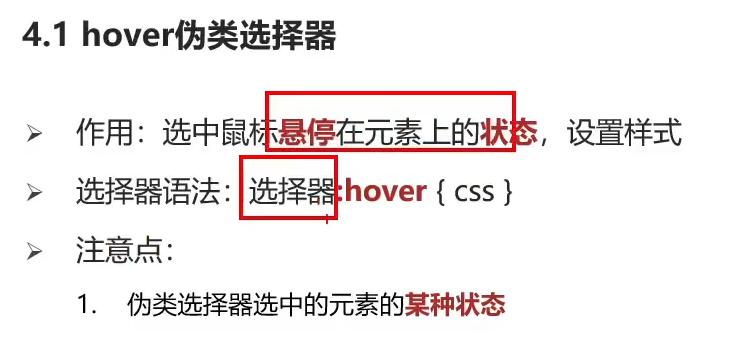 4.1 hover伪类选择器
➢ 作用：选中鼠标悬停在元素上的状态，设置样式
➢ 选择器语法：选择器:hover { css }
➢ 注意点：
1. 伪类选择器选中的元素的某种状态